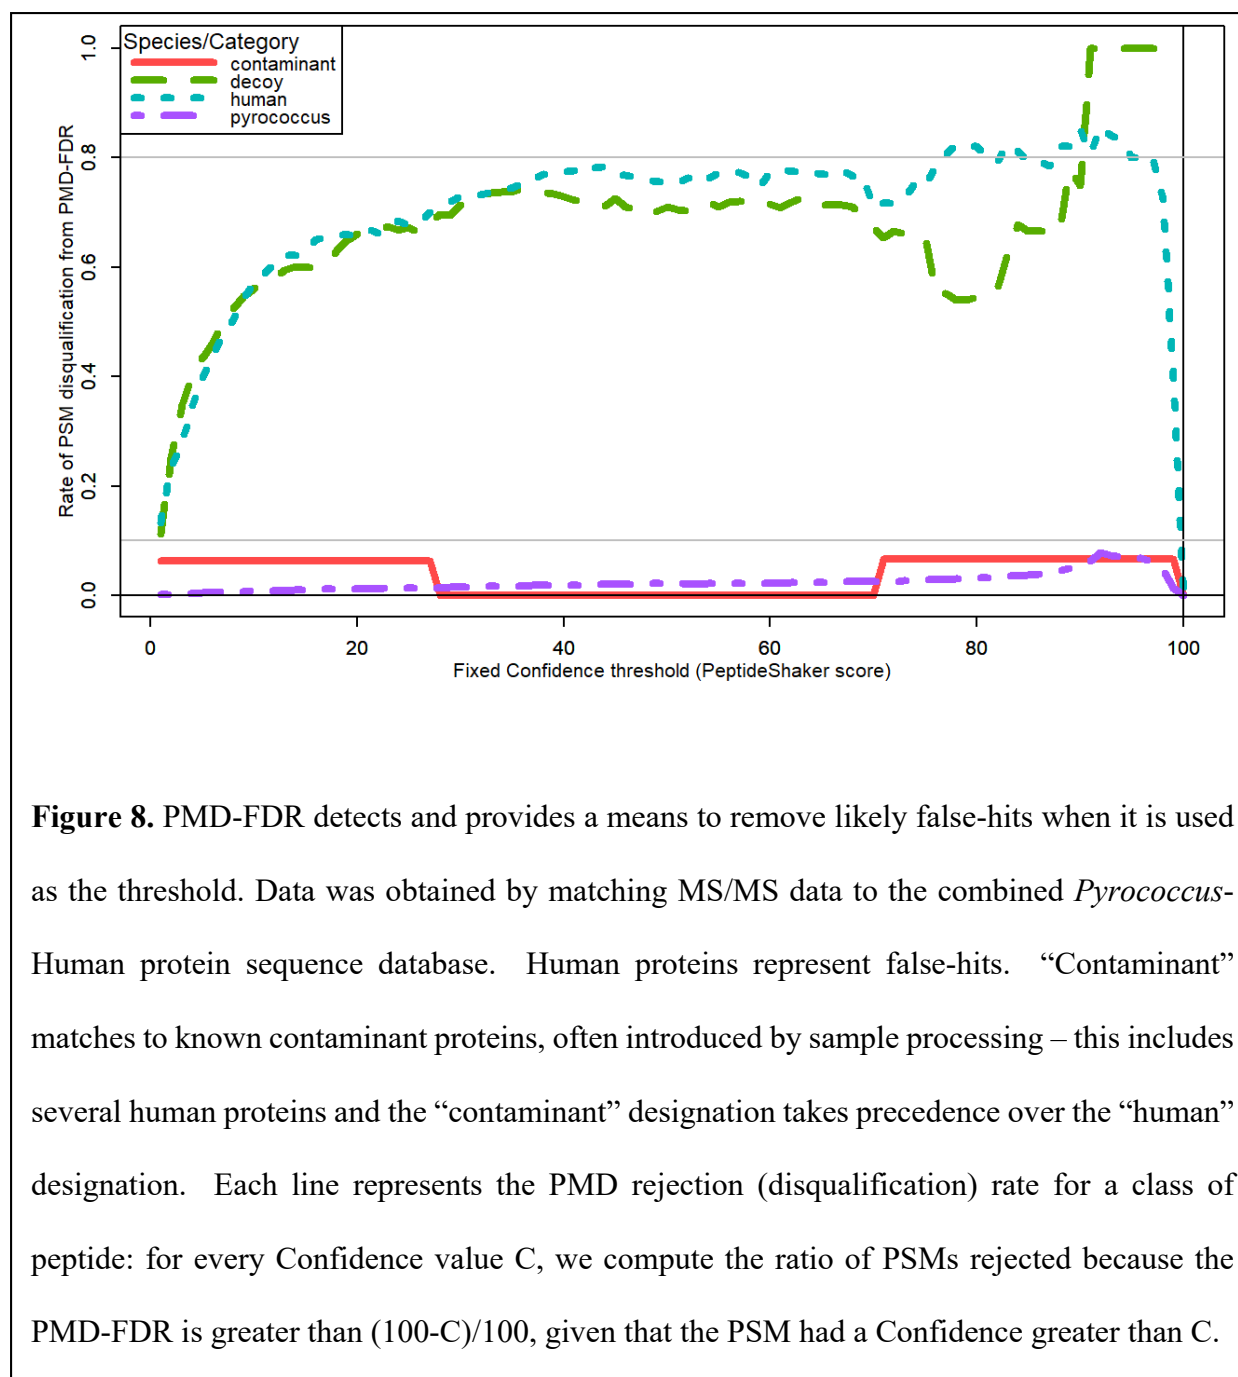 Species/Category
contaminant
decoy
human
pyrococcus
Rate of PSM disqualification from PMD-FDR
1.0
0.8
0.6
0.4
0.2
0.0
0 20 40 60 80 100
Fixed Confidence threshold (PeptideShaker score)
Figure 8. PMD-FDR detects and provides a means to remove likely false-hits when it is used
as the threshold. Data was obtained by matching MS/MS data to the combined Pyrococcus-
Human protein sequence database. Human proteins represent false-hits. “Contaminant”
matches to known contaminant proteins, often introduced by sample processing – this includes
several human proteins and the “contaminant” designation takes precedence over the “human”
designation. Each line represents the PMD rejection (disqualification) rate for a class of
peptide: for every Confidence value C, we compute the ratio of PSMs rejected because the
PMD-FDR is greater than (100-C)/100, given that the PSM had a Confidence greater than C.